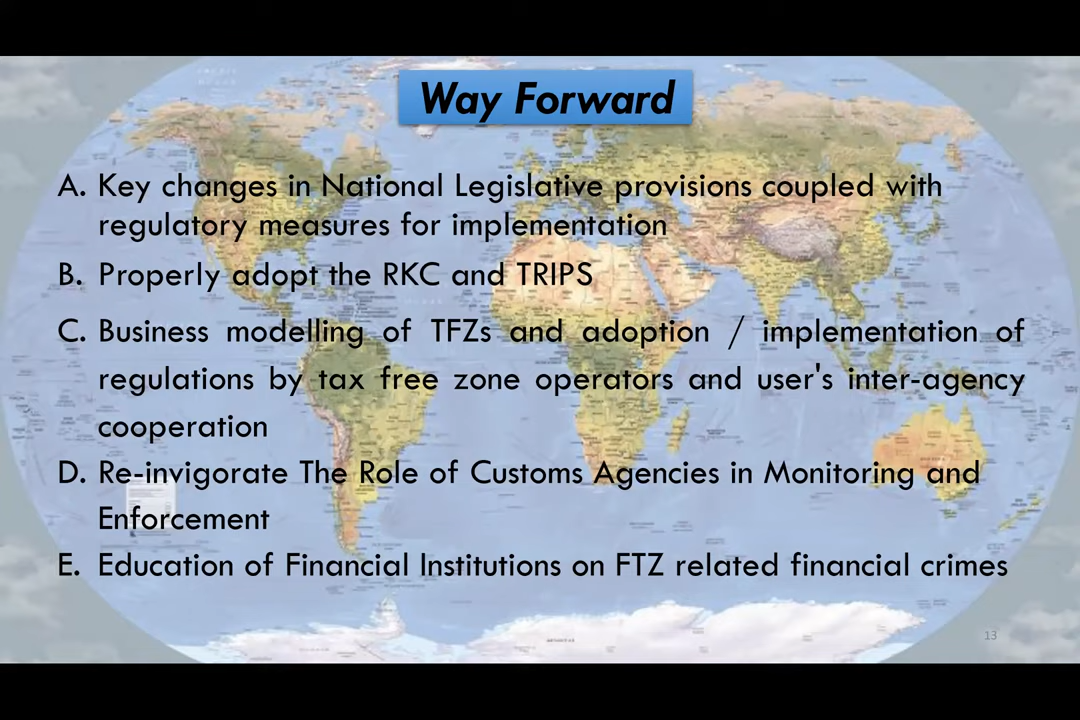 Way Forward
A. Key changes in National Legislative provisions coupled with
regulatory measures for implementation
B. Properly adopt the RKC and TRIPS
C. Business modelling of TFZs and adoption / implementation of
regulations by tax free zone operators and user's inter-agency
cooperation
D. Re-invigorate The Role of Customs Agencies in Monitoring and
Enforcement
E. Education of Financial Institutions on FTZ related financial crimes
13